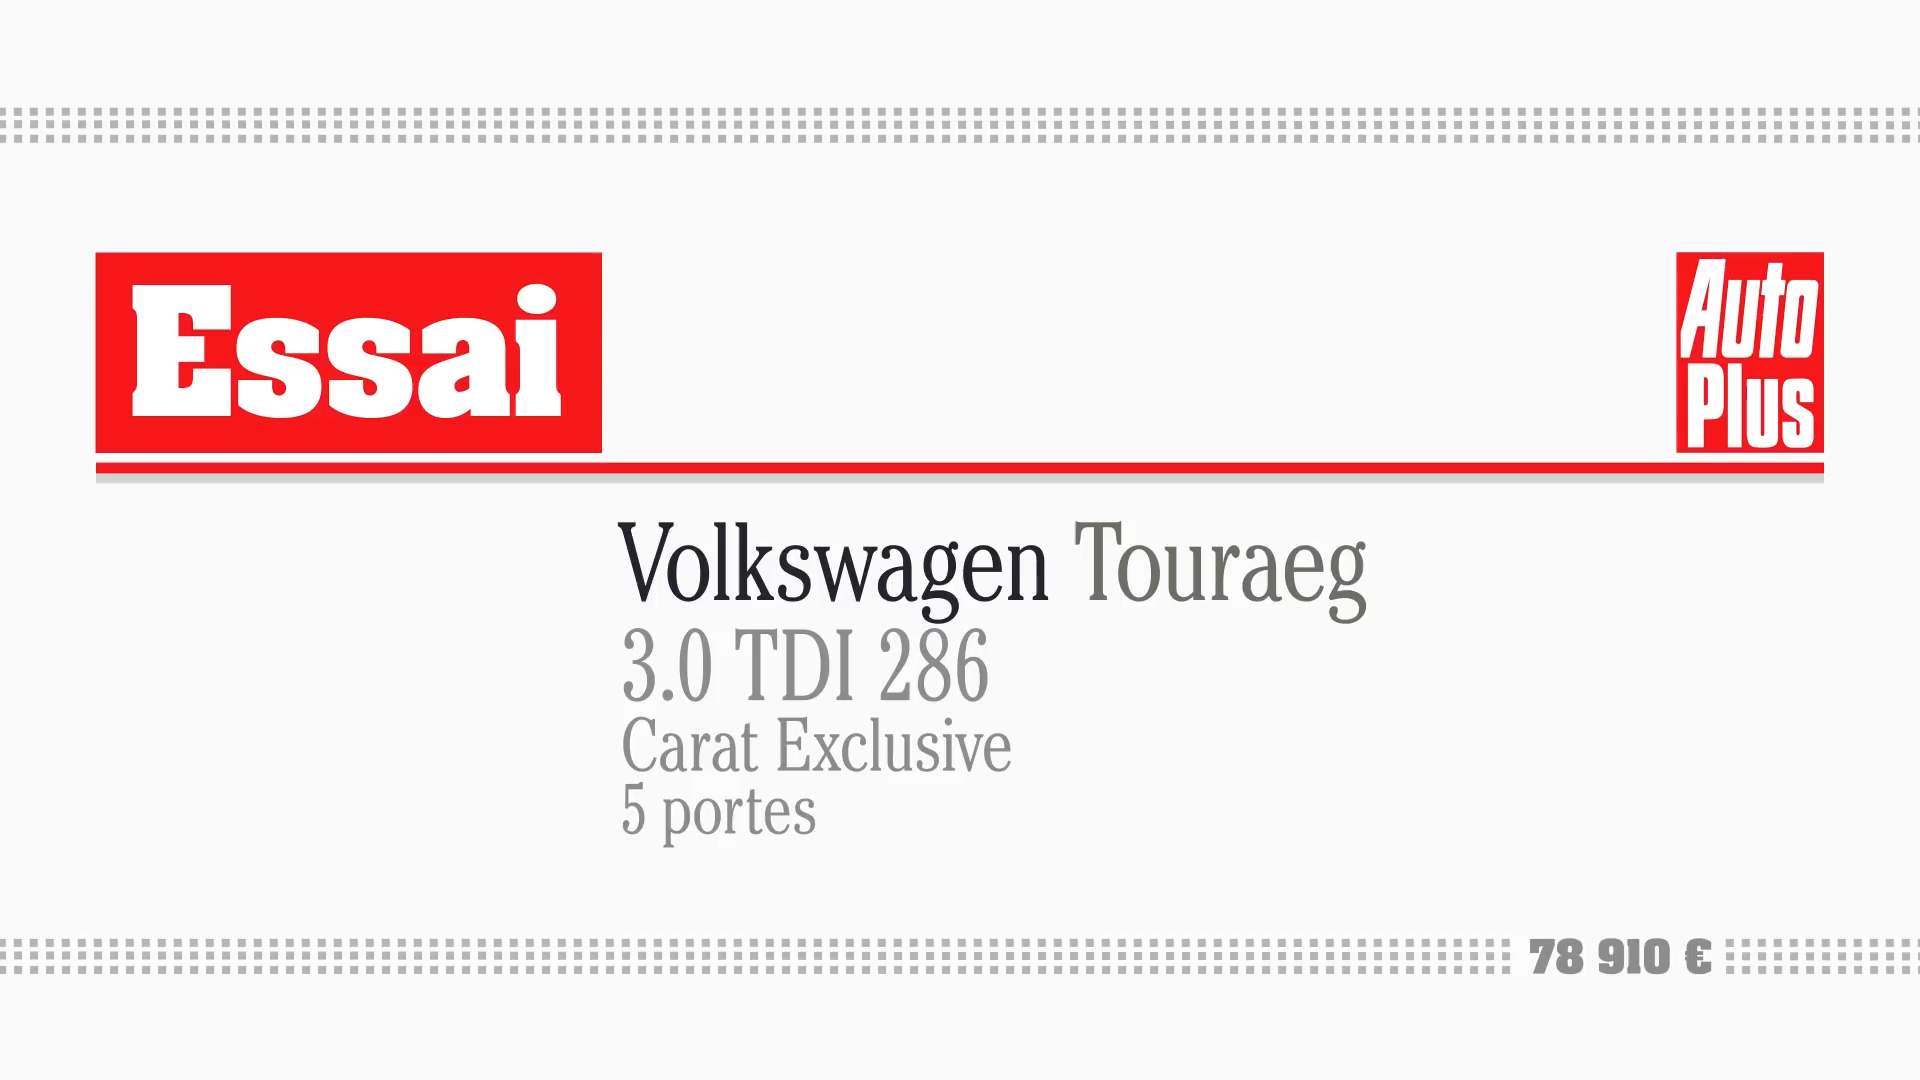 Essai
Auto
Plus
Volkswagen Touraeg
3.0 TDI 286
Carat Exclusive
5 portes
78 910 €